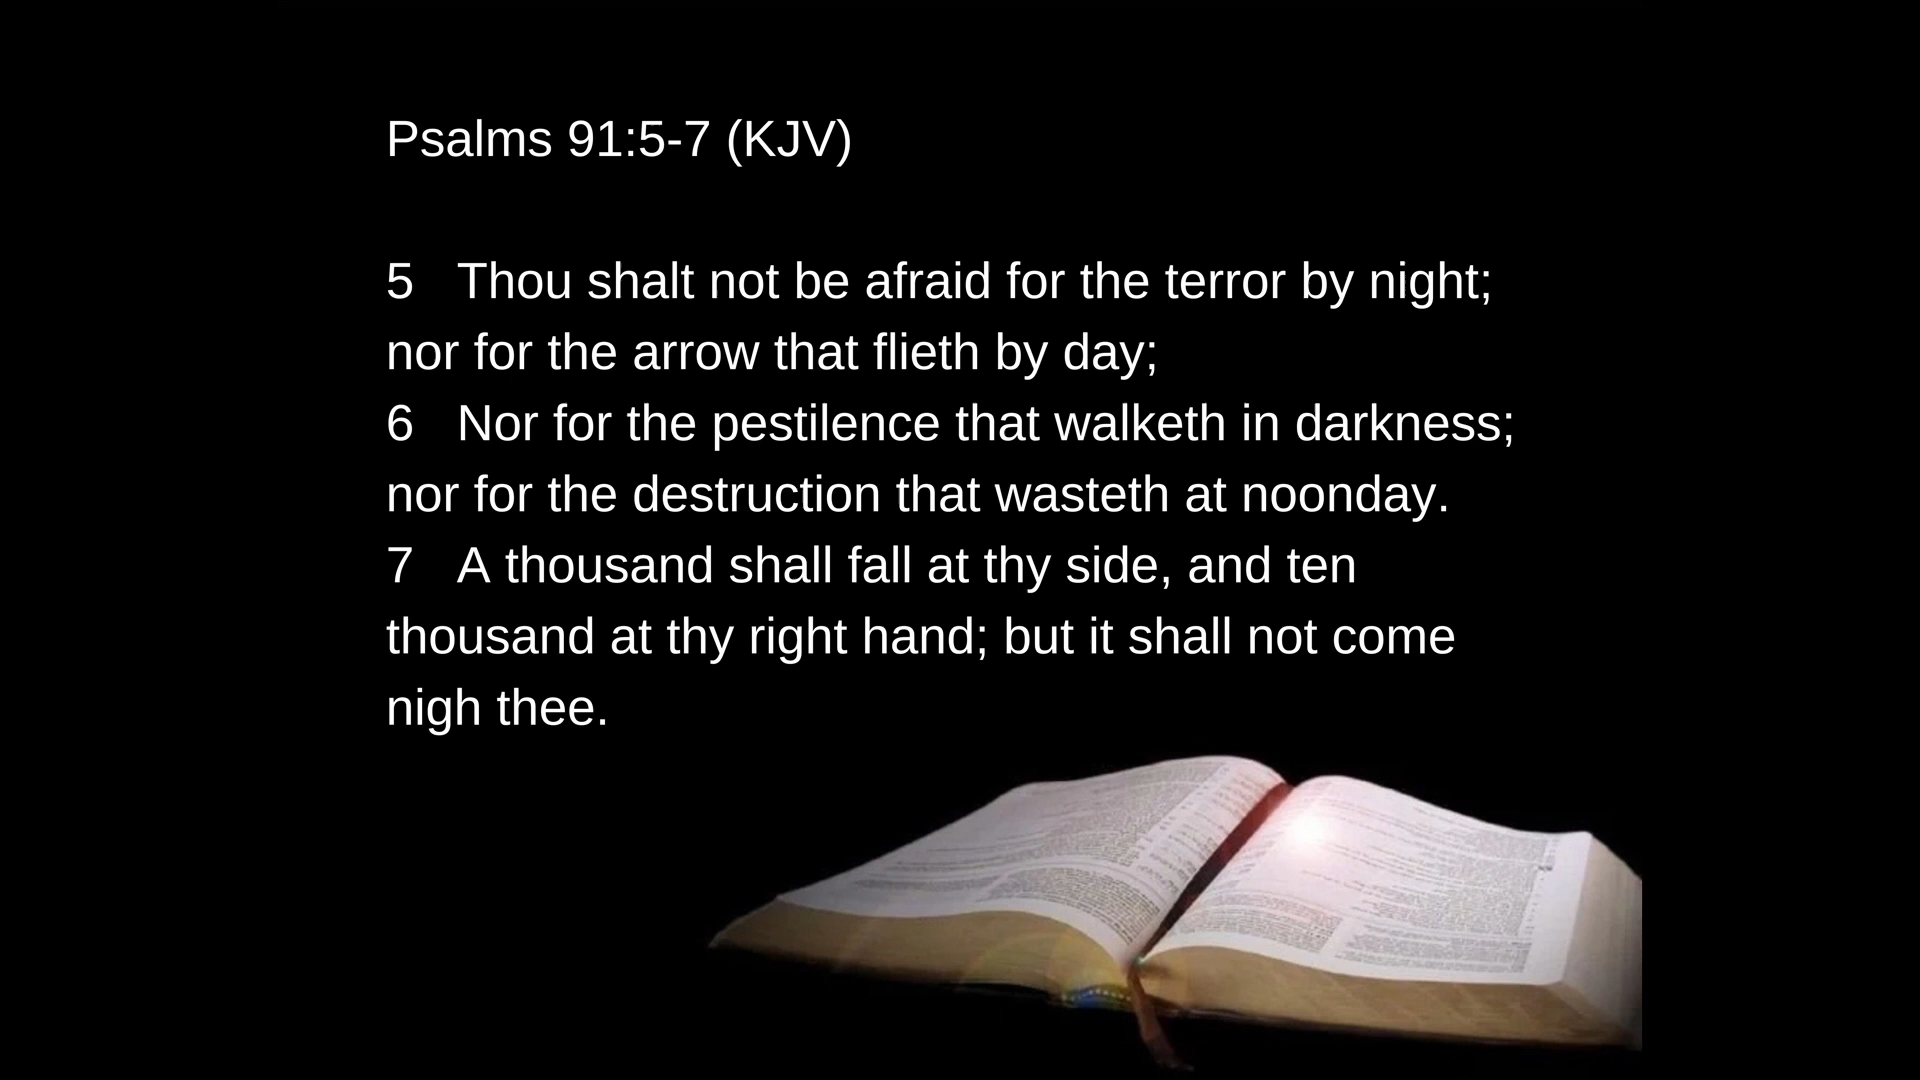 Psalms 91:5-7 (KJV)
5 Thou shalt not be afraid for the terror by night;
nor for the arrow that flieth by day;
6 Nor for the pestilence that walketh in darkness;
nor for the destruction that wasteth at noonday.
7 A thousand shall fall at thy side, and ten
thousand at thy right hand; but it shall not come
nigh thee.